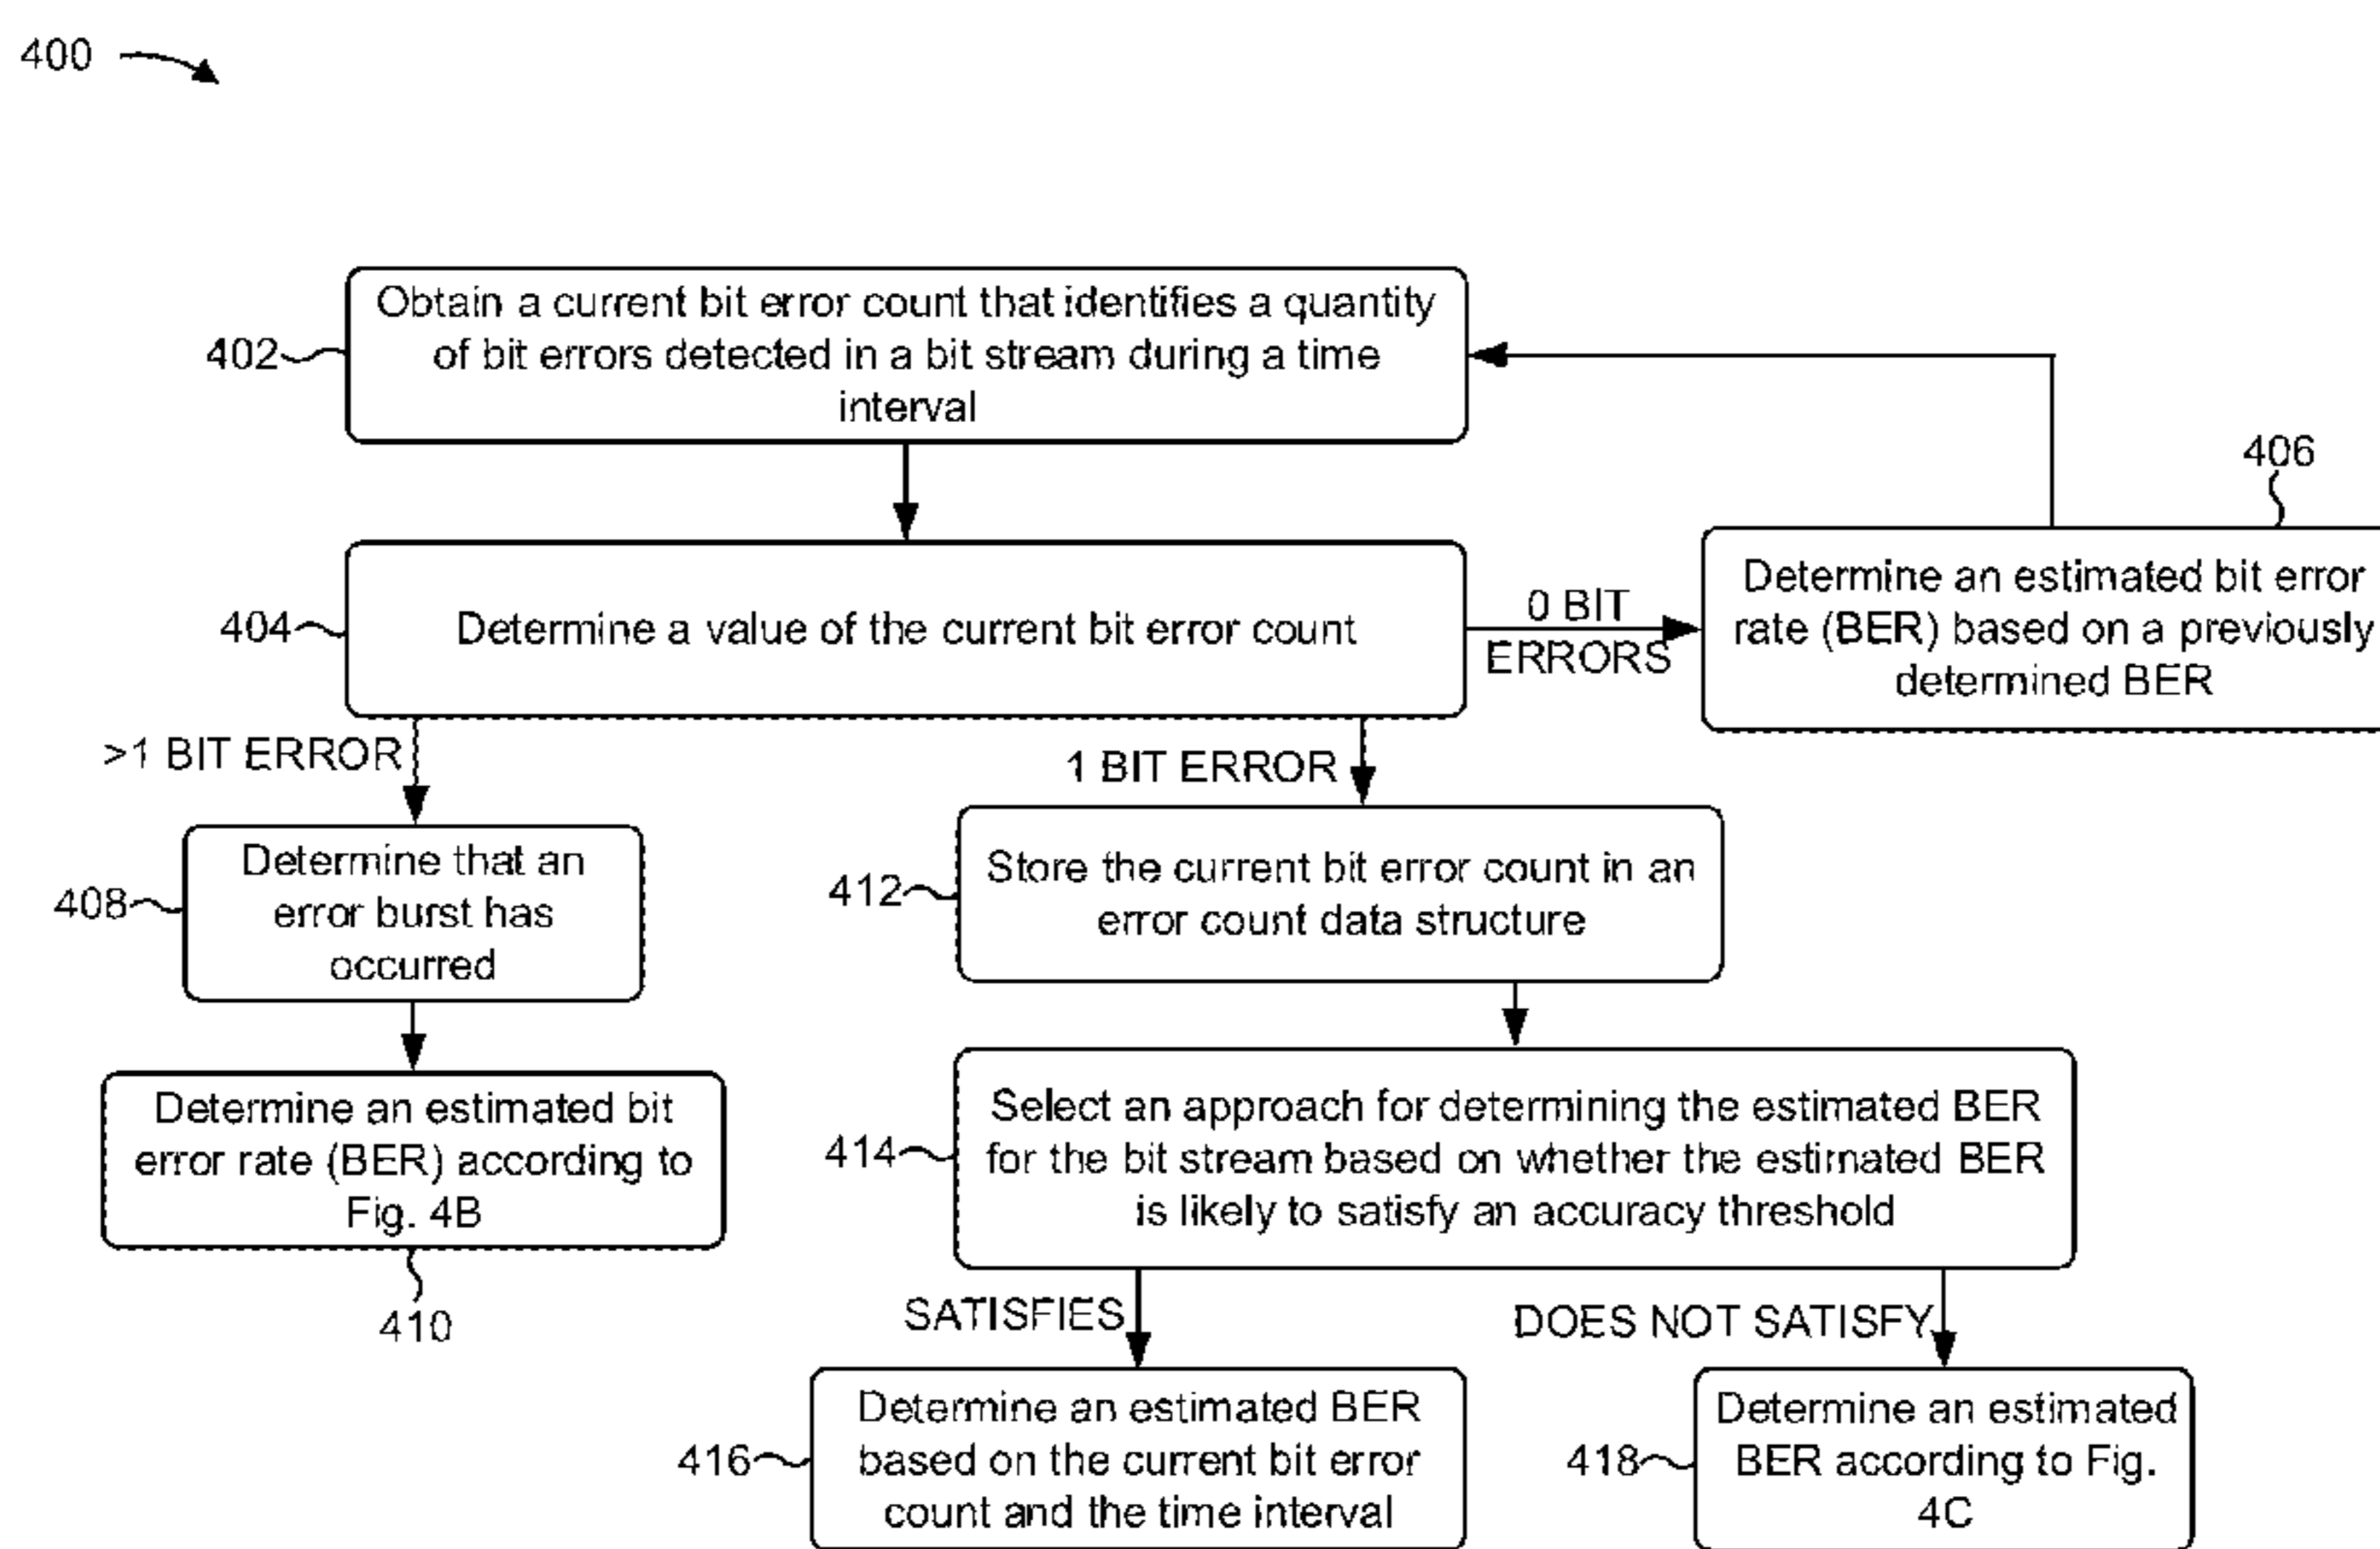 400
Obtain a current bit error count that identifies a quantity
of bit errors detected in a bit stream during a time
interval
402
406
Determine a value of the current bit error count
404
0 BIT
ERRORS
Determine an estimated bit error
rate (BER) based on a previously
determined BER
>1 BIT ERROR
1 BIT ERROR
Determine that an
error burst has
occurred
408
Store the current bit error count in an
error count data structure
412
Determine an estimated bit
error rate (BER) according to
Fig. 4B
410
Select an approach for determining the estimated BER
for the bit stream based on whether the estimated BER
is likely to satisfy an accuracy threshold
414
SATISFIES
DOES NOT SATISFY
Determine an estimated BER
based on the current bit error
count and the time interval
416
Determine an estimated
BER according to Fig.
4C
418